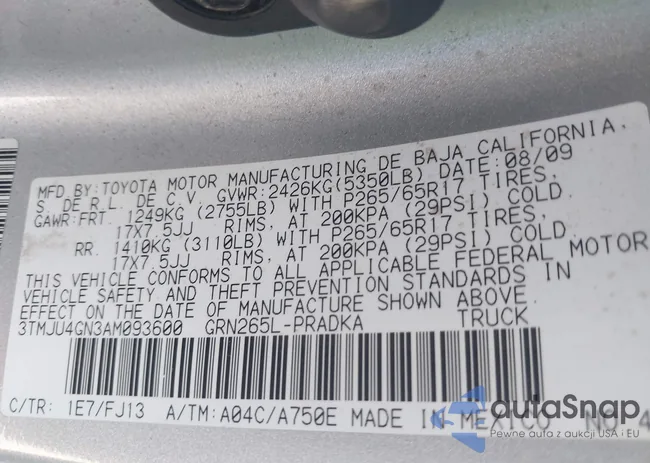 MFD BY:TOYOTA MOTOR MANUFACTURING DE BAJA CALIFORNIA,
S. DE R.L. DE C.V. GVWR:2426KG(5350LB) DATE:08/09
GAWR:FRT. 1249KG (2755LB) WITH P265/65R17 TIRES,
17X7.5JJ RIMS, AT 200KPA (29PSI) COLD.
RR. 1410KG (3110LB) WITH P265/65R17 TIRES,
17X7.5JJ RIMS, AT 200KPA (29PSI) COLD.
THIS VEHICLE CONFORMS TO ALL APPLICABLE FEDERAL MOTOR
VEHICLE SAFETY AND THEFT PREVENTION STANDARDS IN
EFFECT ON THE DATE OF MANUFACTURE SHOWN ABOVE.
3TMJU4GN3AM093600 GRN265L-PRADKA TRUCK
C/TR: 1E7/FJ13 A/TM: A04C/A750E MADE IN MEXICO NO 4
autaSnap
Pewne auta z aukcji USA i EU